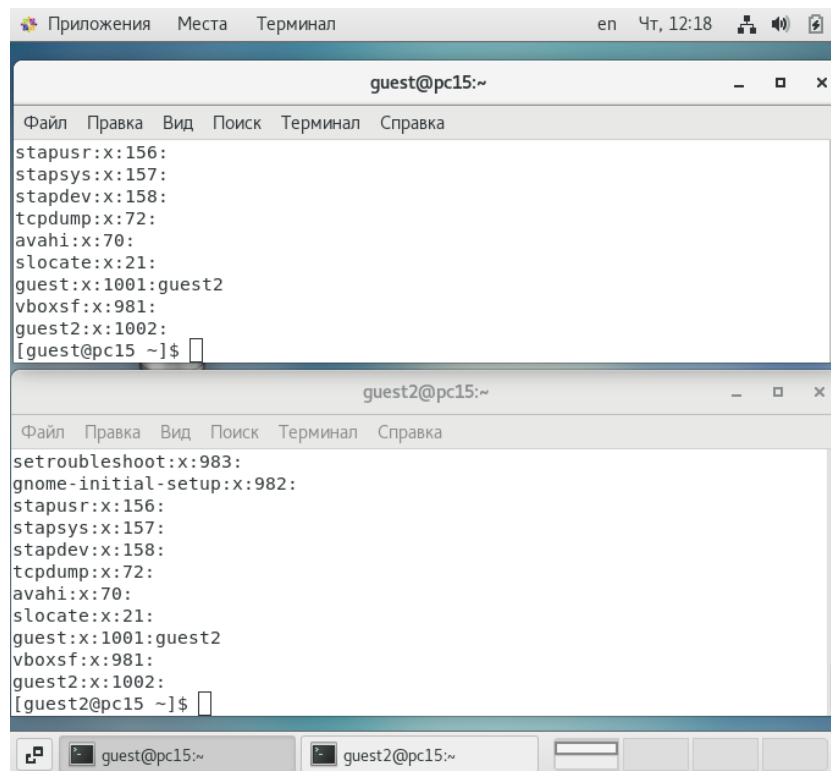 Приложения Места Терминал en Чт, 12:18
guest@pc15:~
Файл Правка Вид Поиск Терминал Справка
stapusr:x:156:
stapsys:x:157:
stapdev:x:158:
tcpdump:x:72:
avahi:x:70:
slocate:x:21:
guest:x:1001:guest2
vboxsf:x:981:
guest2:x:1002:
[guest@pc15 ~]$
guest2@pc15:~
Файл Правка Вид Поиск Терминал Справка
setroubleshoot:x:983:
gnome-initial-setup:x:982:
stapusr:x:156:
stapsys:x:157:
stapdev:x:158:
tcpdump:x:72:
avahi:x:70:
slocate:x:21:
guest:x:1001:guest2
vboxsf:x:981:
guest2:x:1002:
[guest2@pc15 ~]$
guest@pc15:~ guest2@pc15:~